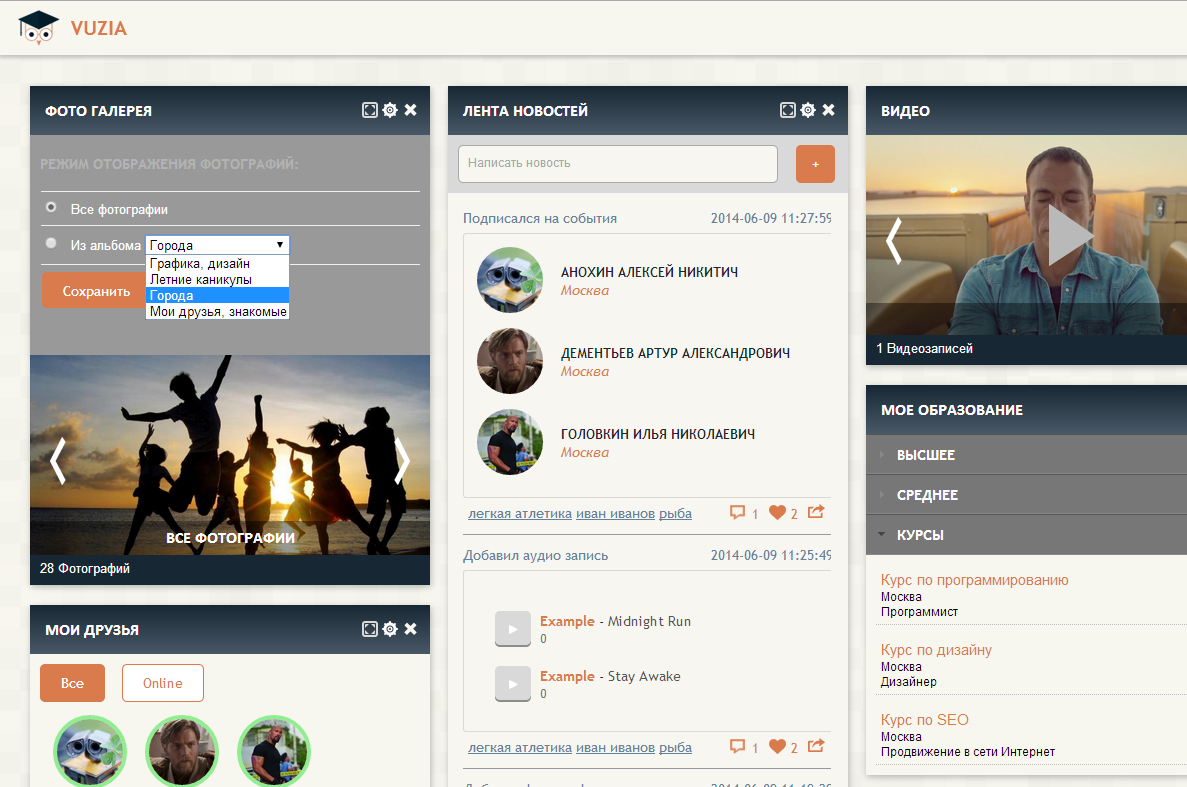 VUZIA
ФОТО ГАЛЕРЕЯ
РЕЖИМ ОТОБРАЖЕНИЯ ФОТОГРАФИЙ:
Все фотографии
Из альбома Города
Графика, дизайн
Летние каникулы
Города
Мои друзья, знакомые
Сохранить
ВСЕ ФОТОГРАФИИ
28 Фотографий
МОИ ДРУЗЬЯ
Все Online
ЛЕНТА НОВОСТЕЙ
Написать новость +
Подписался на события 2014-06-09 11:27:59
АНОХИН АЛЕКСЕЙ НИКИТИЧ
Москва
ДЕМЕНТЬЕВ АРТУР АЛЕКСАНДРОВИЧ
Москва
ГОЛОВКИН ИЛЬЯ НИКОЛАЕВИЧ
Москва
легкая атлетика иван иванов рыба 1 2
Добавил аудио запись 2014-06-09 11:25:49
Example - Midnight Run
0
Example - Stay Awake
0
легкая атлетика иван иванов рыба 1 2
ВИДЕО
1 Видеозаписей
МОЕ ОБРАЗОВАНИЕ
ВЫСШЕЕ
СРЕДНЕЕ
КУРСЫ
Курс по программированию
Москва
Программист
Курс по дизайну
Москва
Дизайнер
Курс по SEO
Москва
Продвижение в сети Интернет